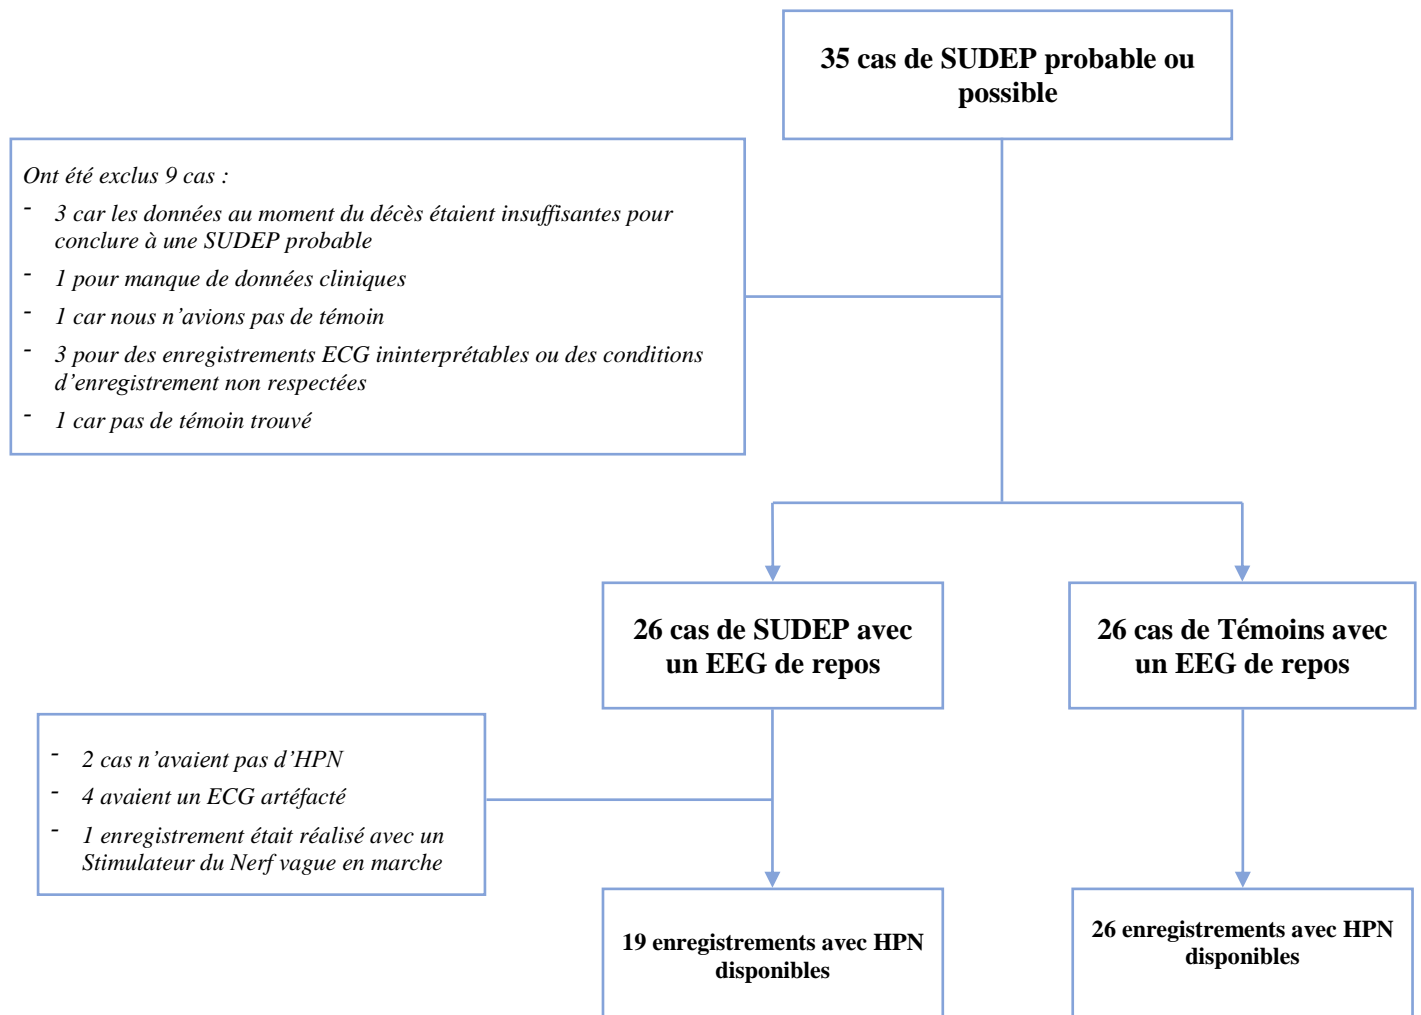 35 cas de SUDEP probable ou
possible
Ont été exclus 9 cas :
- 3 car les données au moment du décès étaient insuffisantes pour
conclure à une SUDEP probable
- 1 pour manque de données cliniques
- 1 car nous n’avions pas de témoin
- 3 pour des enregistrements ECG ininterprétables ou des conditions
d’enregistrement non respectées
- 1 car pas de témoin trouvé
26 cas de SUDEP avec
un EEG de repos
26 cas de Témoins avec
un EEG de repos
- 2 cas n’avaient pas d’HPN
- 4 avaient un ECG artéfacté
- 1 enregistrement était réalisé avec un
Stimulateur du Nerf vague en marche
19 enregistrements avec HPN
disponibles
26 enregistrements avec HPN
disponibles